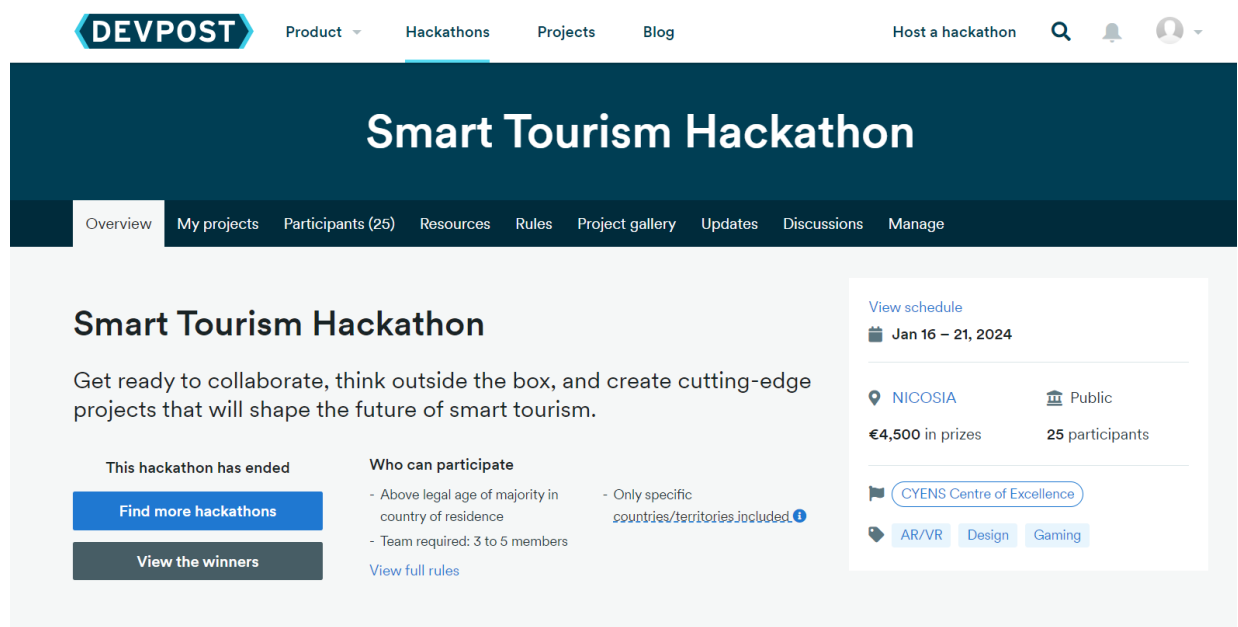 DEVPOST Product Hackathons Projects Blog Host a hackathon
Smart Tourism Hackathon
Overview My projects Participants (25) Resources Rules Project gallery Updates Discussions Manage
Smart Tourism Hackathon
Get ready to collaborate, think outside the box, and create cutting-edge
projects that will shape the future of smart tourism.
This hackathon has ended
Find more hackathons
View the winners
Who can participate
- Above legal age of majority in
country of residence
- Team required: 3 to 5 members
- Only specific
countries/territories included
View full rules
View schedule
Jan 16 – 21, 2024
NICOSIA Public
€4,500 in prizes 25 participants
CYENS Centre of Excellence
AR/VR Design Gaming